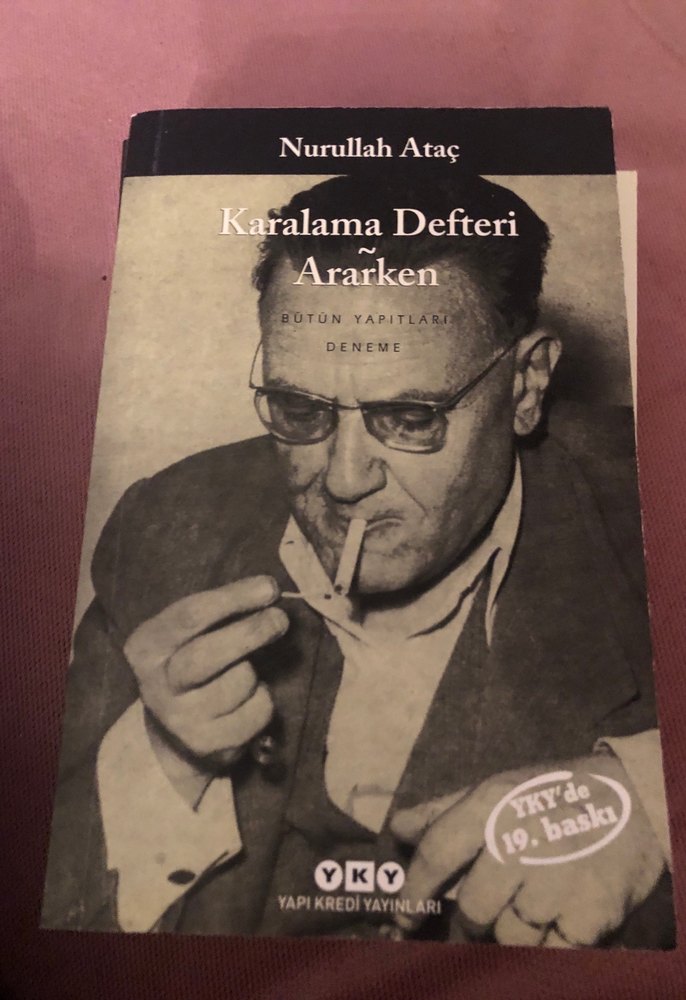 Nurullah Ataç
Karalama Defteri
~
Ararken
BÜTÜN YAPITLARI
DENEME
YKY'de
19. baskı
YKY
YAPI KREDİ YAYINLARI